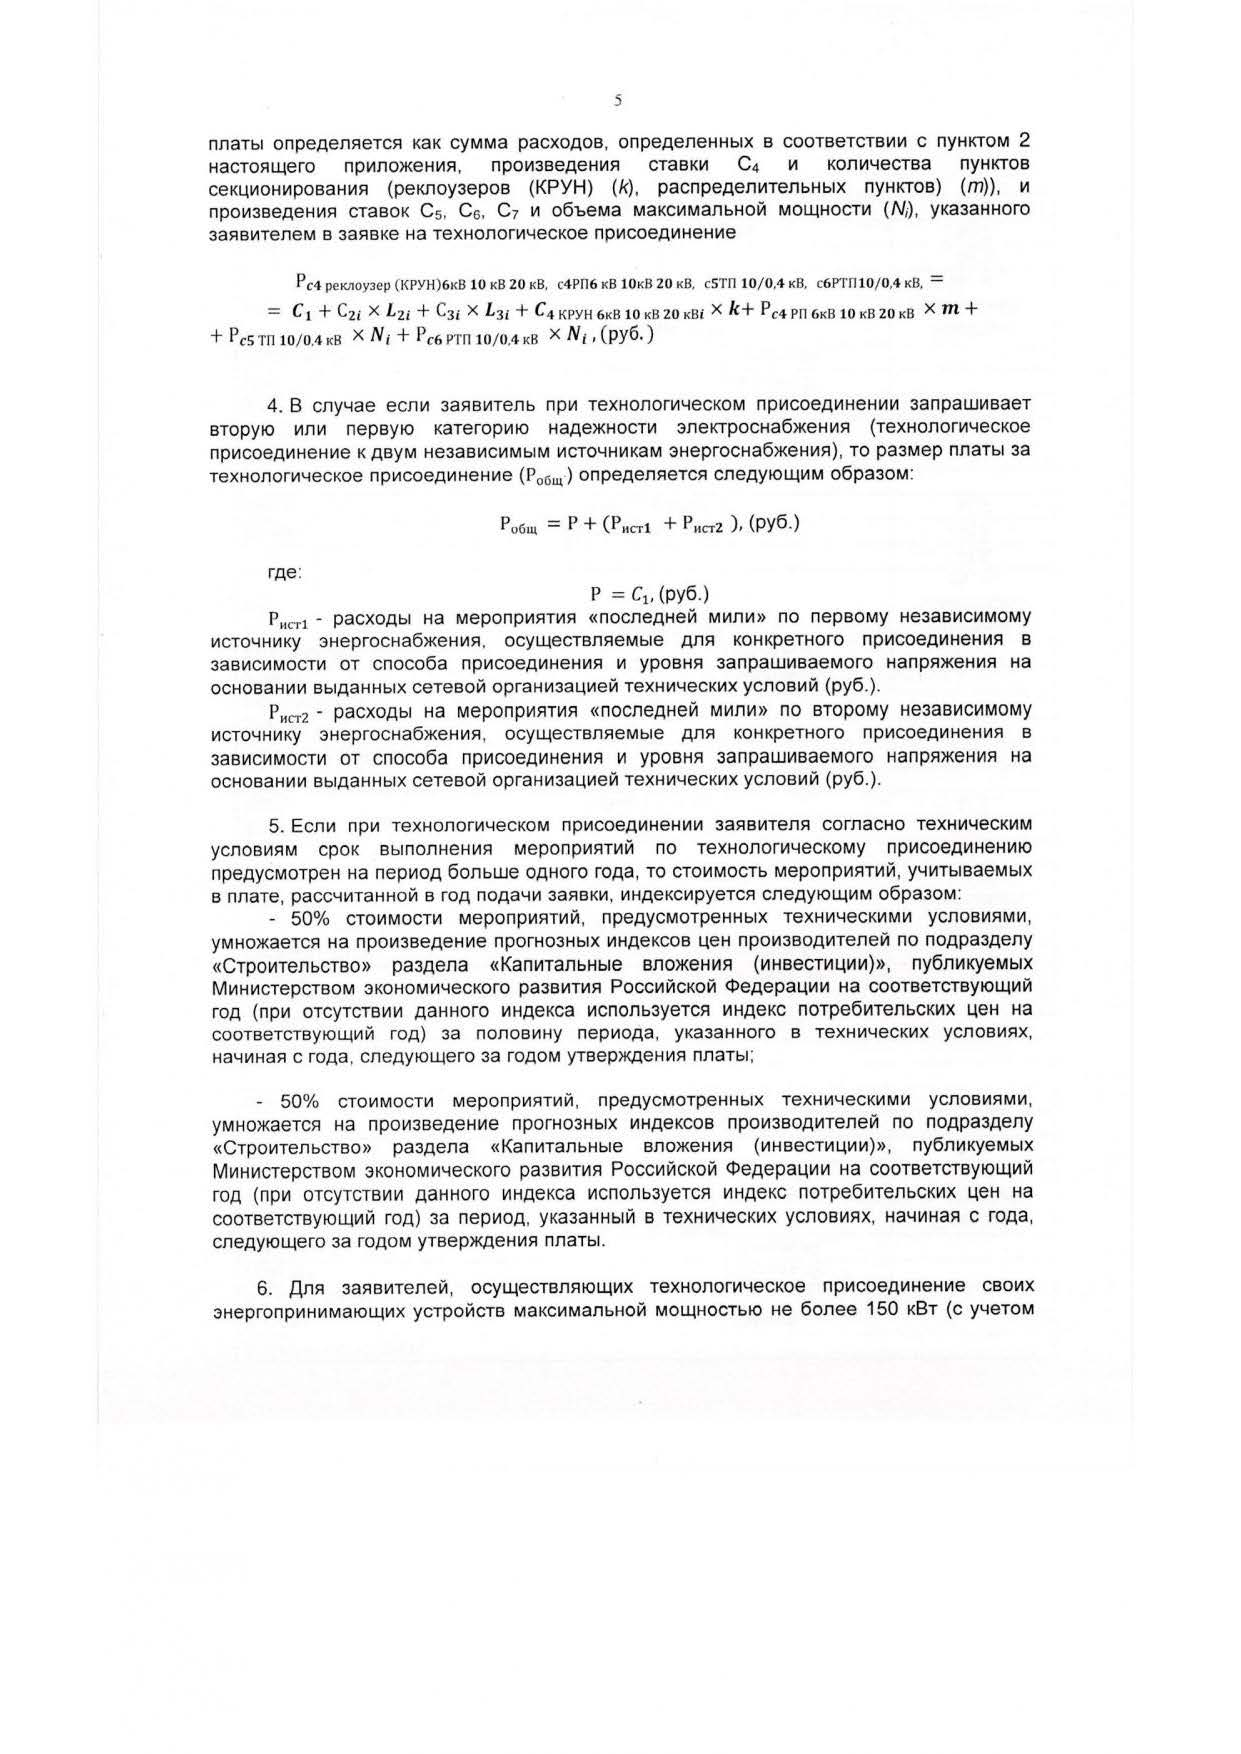 5
платы определяется как сумма расходов, определенных в соответствии с пунктом 2
настоящего приложения, произведения ставки С4 и количества пунктов
секционирования (реклоузеров (КРУН) (k), распределительных пунктов) (m)), и
произведения ставок С5, С6, С7 и объема максимальной мощности (Ni), указанного
заявителем в заявке на технологическое присоединение
Pс4 реклоузер (КРУН)6кВ 10 кВ 20 кВ, с4РП6 кВ 10кВ 20 кВ, с5ТП 10/0,4 кВ, с6РТП10/0,4 кВ, =
= C1 + C2i × L2i + C3i × L3i + C4 КРУН 6кВ 10 кВ 20 кВi × k+ Pс4 РП 6кВ 10 кВ 20 кВ × m +
+ Pс5 ТП 10/0,4 кВ × Ni + Pс6 РТП 10/0,4 кВ × Ni , (руб.)
4. В случае если заявитель при технологическом присоединении запрашивает
вторую или первую категорию надежности электроснабжения (технологическое
присоединение к двум независимым источникам энергоснабжения), то размер платы за
технологическое присоединение (Робщ ) определяется следующим образом:
Робщ = Р + (Рист1 + Рист2 ), (руб.)
где:
Р = C1, (руб.)
Рист1 - расходы на мероприятия «последней мили» по первому независимому
источнику энергоснабжения, осуществляемые для конкретного присоединения в
зависимости от способа присоединения и уровня запрашиваемого напряжения на
основании выданных сетевой организацией технических условий (руб.).
Рист2 - расходы на мероприятия «последней мили» по второму независимому
источнику энергоснабжения, осуществляемые для конкретного присоединения в
зависимости от способа присоединения и уровня запрашиваемого напряжения на
основании выданных сетевой организацией технических условий (руб.).
5. Если при технологическом присоединении заявителя согласно техническим
условиям срок выполнения мероприятий по технологическому присоединению
предусмотрен на период больше одного года, то стоимость мероприятий, учитываемых
в плате, рассчитанной в год подачи заявки, индексируется следующим образом:
- 50% стоимости мероприятий, предусмотренных техническими условиями,
умножается на произведение прогнозных индексов цен производителей по подразделу
«Строительство» раздела «Капитальные вложения (инвестиции)», публикуемых
Министерством экономического развития Российской Федерации на соответствующий
год (при отсутствии данного индекса используется индекс потребительских цен на
соответствующий год) за половину периода, указанного в технических условиях,
начиная с года, следующего за годом утверждения платы;
- 50% стоимости мероприятий, предусмотренных техническими условиями,
умножается на произведение прогнозных индексов производителей по подразделу
«Строительство» раздела «Капитальные вложения (инвестиции)», публикуемых
Министерством экономического развития Российской Федерации на соответствующий
год (при отсутствии данного индекса используется индекс потребительских цен на
соответствующий год) за период, указанный в технических условиях, начиная с года,
следующего за годом утверждения платы.
6. Для заявителей, осуществляющих технологическое присоединение своих
энергопринимающих устройств максимальной мощностью не более 150 кВт (с учетом